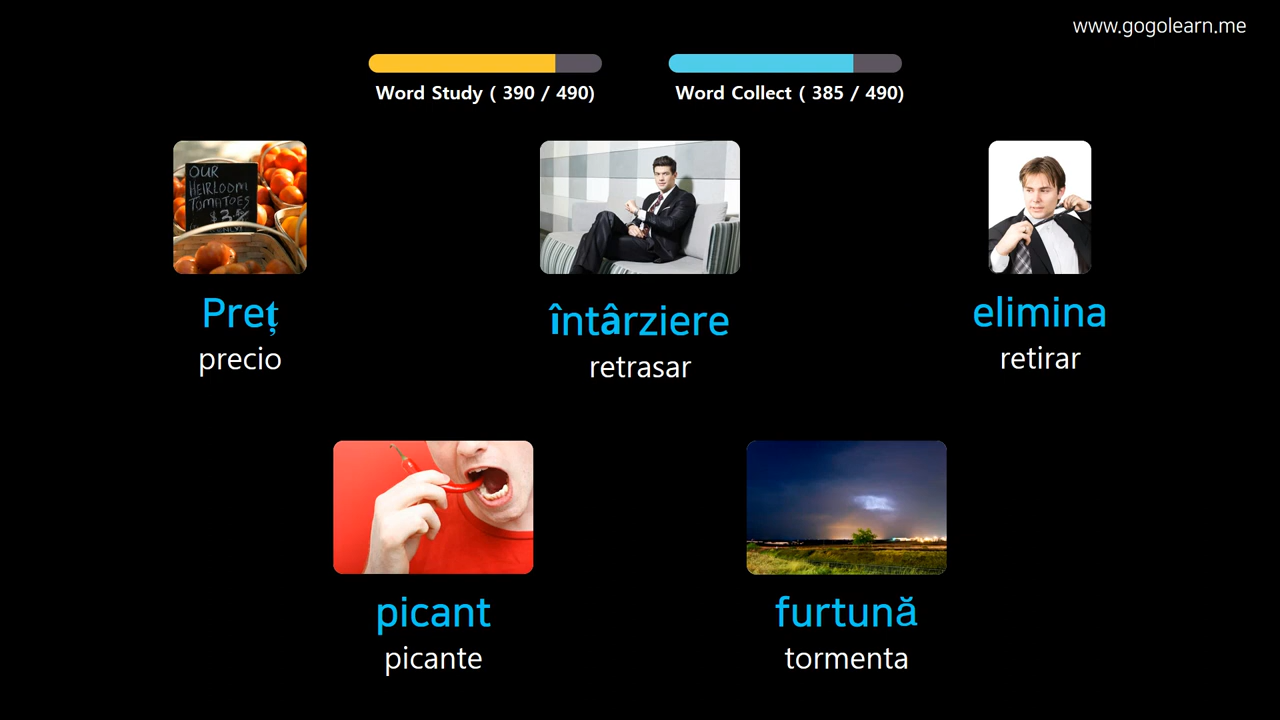 www.gogolearn.me
Word Study ( 390 / 490)
Word Collect ( 385 / 490)
OUR
HEIRLOOM
TOMATOES
Preț
precio
întârziere
retrasar
elimina
retirar
picant
picante
furtună
tormenta